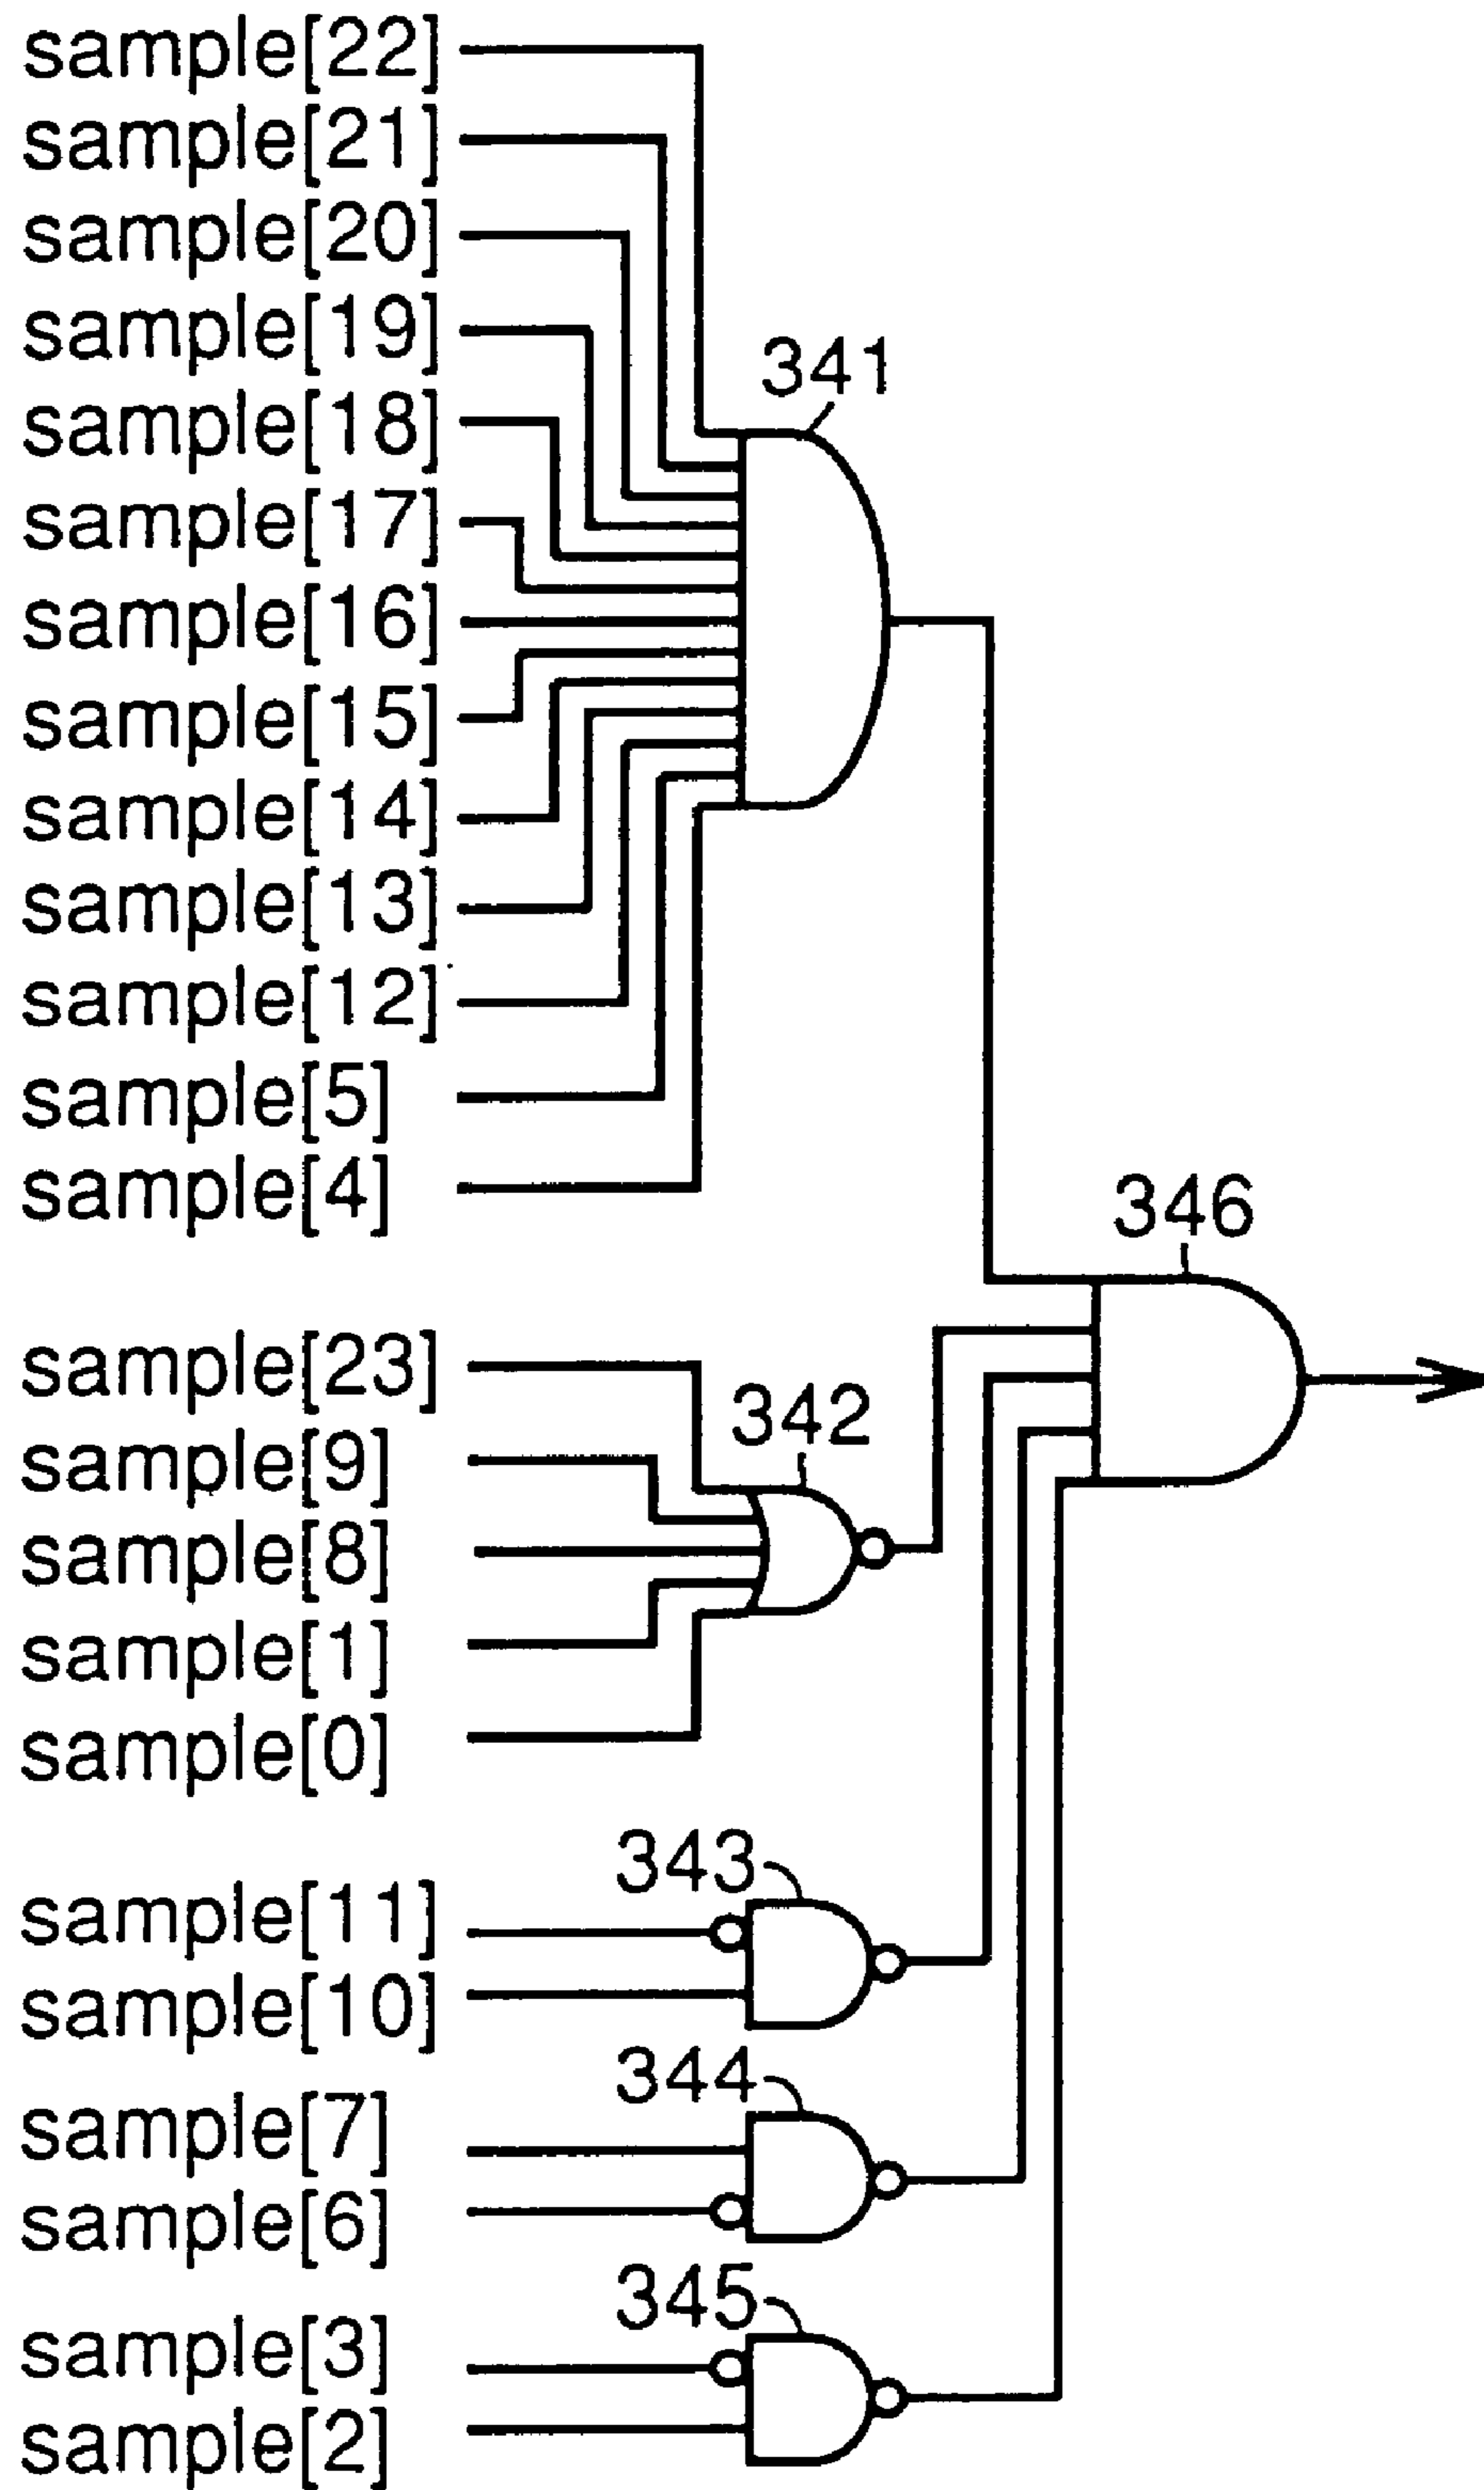 sample[22]
sample[21]
sample[20]
sample[19]
341
sample[18]
sample[17]
sample[16]
sample[15]
sample[14]
sample[13]
sample[12]
sample[5]
sample[4]
346
sample[23]
342
sample[9]
sample[8]
sample[1]
sample[0]
343
sample[11]
sample[10]
344
sample[7]
sample[6]
345
sample[3]
sample[2]